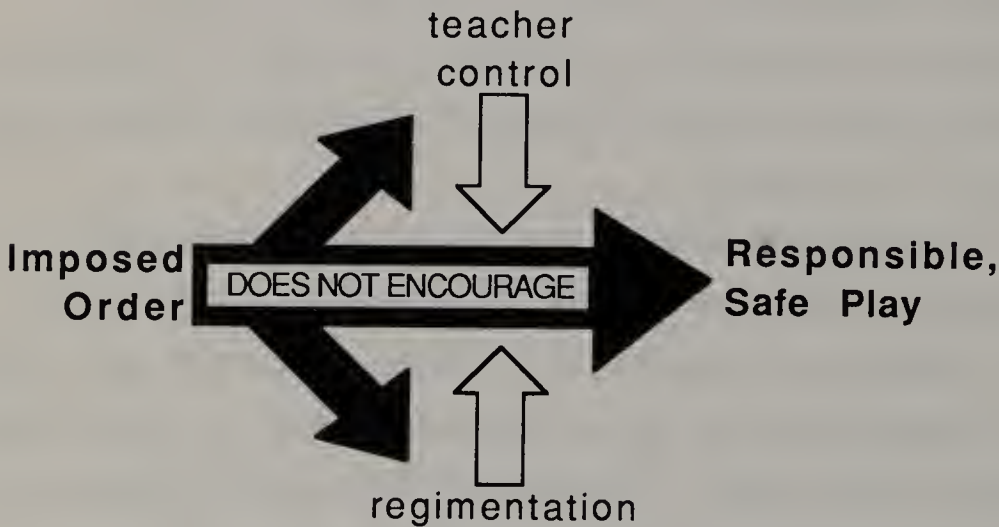 teacher
control
Imposed
Order
DOES NOT ENCOURAGE
Responsible,
Safe Play
regimentation